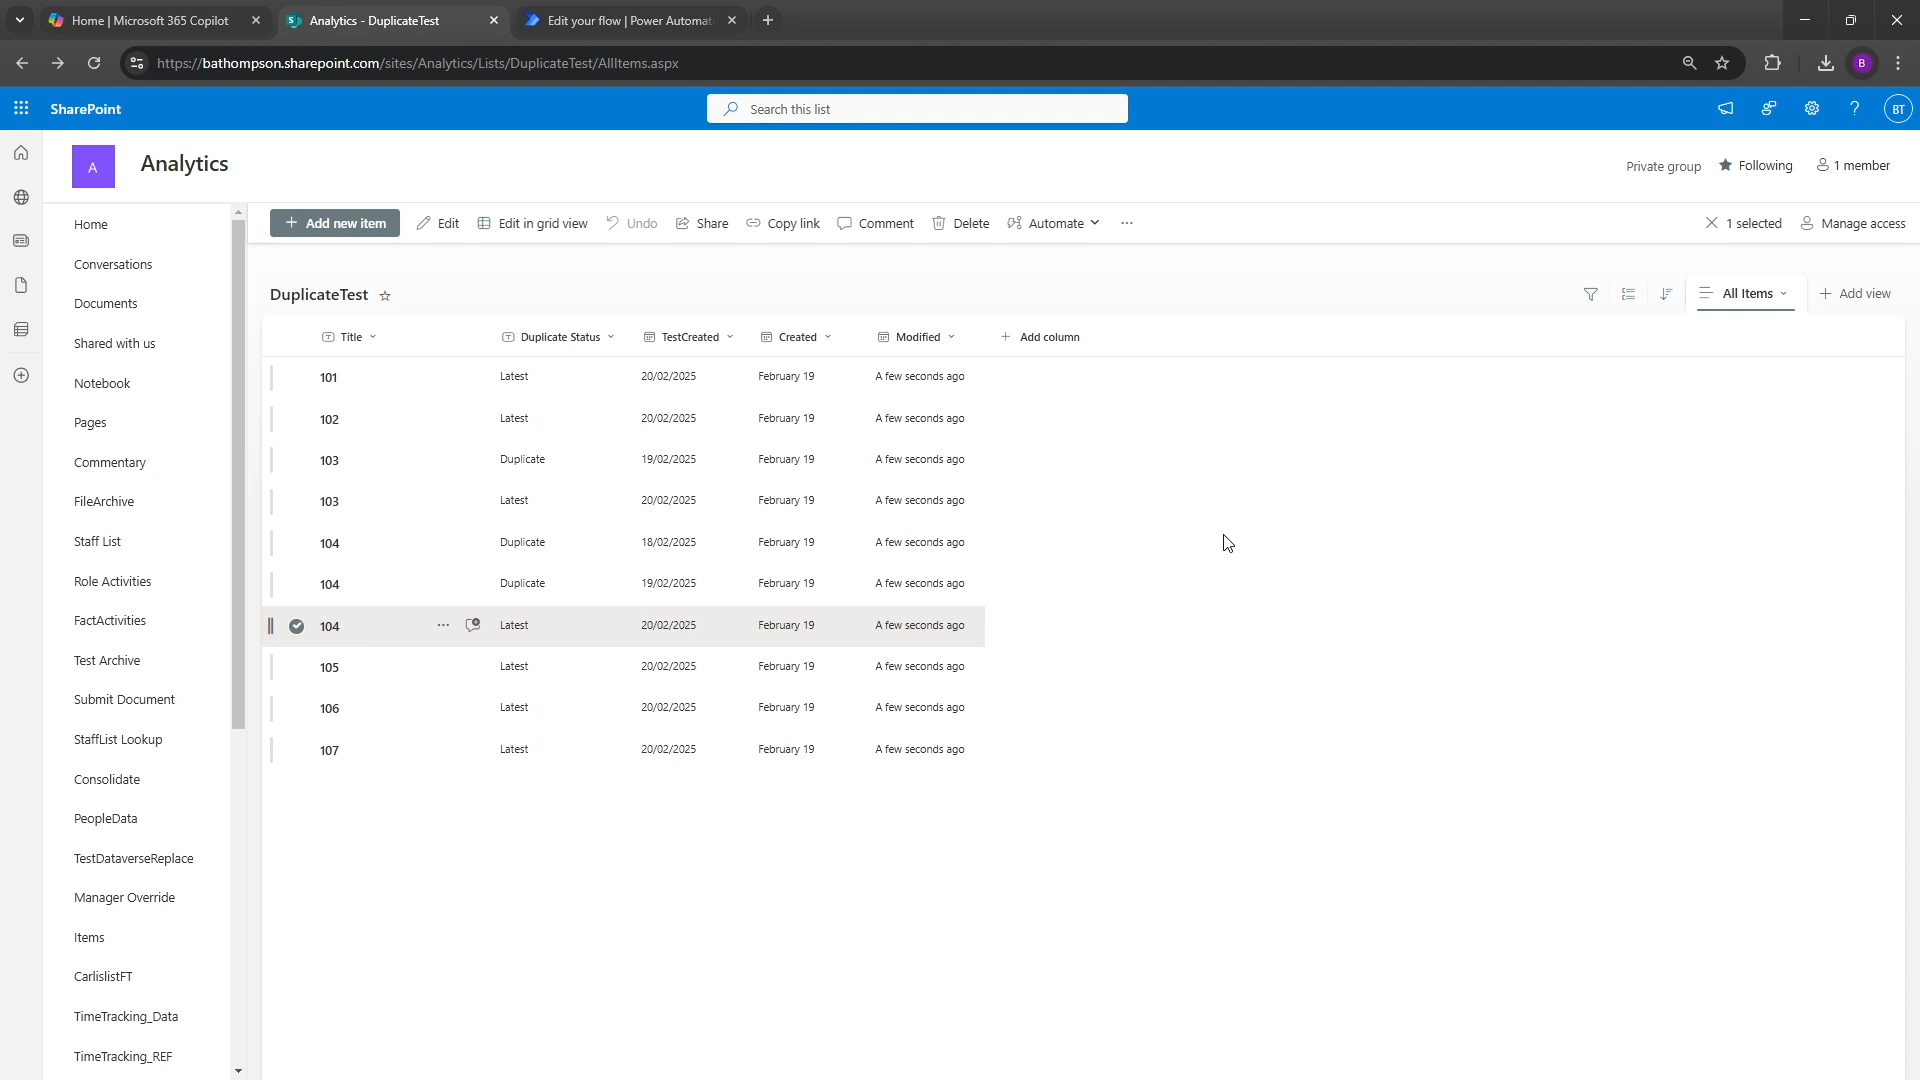 Home | Microsoft 365 Copilot
Analytics - DuplicateTest
Edit your flow | Power Automat
https://bathompson.sharepoint.com/sites/Analytics/Lists/DuplicateTest/AllItems.aspx
B
SharePoint
Search this list
BT
A
Analytics
Private group
Following
1 member
Home
Conversations
Documents
Shared with us
Notebook
Pages
Commentary
FileArchive
Staff List
Role Activities
FactActivities
Test Archive
Submit Document
StaffList Lookup
Consolidate
PeopleData
TestDataverseReplace
Manager Override
Items
CarlislistFT
TimeTracking_Data
TimeTracking_REF
Add new item Edit Edit in grid view Undo Share Copy link Comment Delete Automate
1 selected Manage access
DuplicateTest
All Items Add view
Title Duplicate Status TestCreated Created Modified Add column
101 Latest 20/02/2025 February 19 A few seconds ago
102 Latest 20/02/2025 February 19 A few seconds ago
103 Duplicate 19/02/2025 February 19 A few seconds ago
103 Latest 20/02/2025 February 19 A few seconds ago
104 Duplicate 18/02/2025 February 19 A few seconds ago
104 Duplicate 19/02/2025 February 19 A few seconds ago
104 Latest 20/02/2025 February 19 A few seconds ago
105 Latest 20/02/2025 February 19 A few seconds ago
106 Latest 20/02/2025 February 19 A few seconds ago
107 Latest 20/02/2025 February 19 A few seconds ago